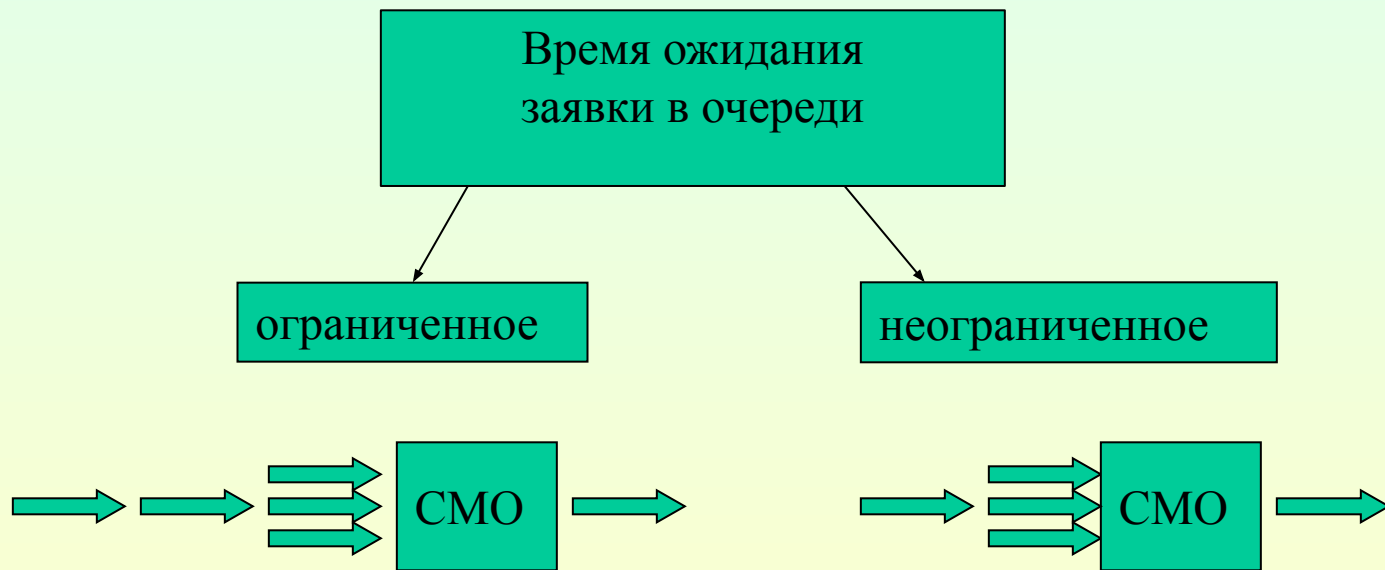 Время ожидания
заявки в очереди
ограниченное
неограниченное
СМО
СМО